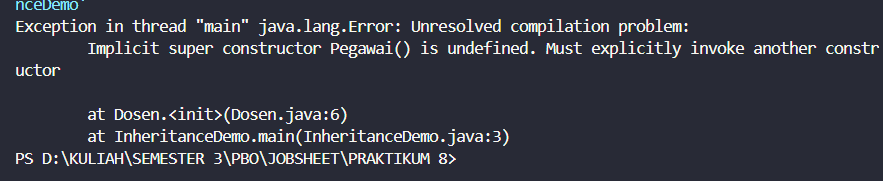 nceDemo'
Exception in thread "main" java.lang.Error: Unresolved compilation problem:
Implicit super constructor Pegawai() is undefined. Must explicitly invoke another constr
uctor
at Dosen.<init>(Dosen.java:6)
at InheritanceDemo.main(InheritanceDemo.java:3)
PS D:\KULIAH\SEMESTER 3\PBO\JOBSHEET\PRAKTIKUM 8>